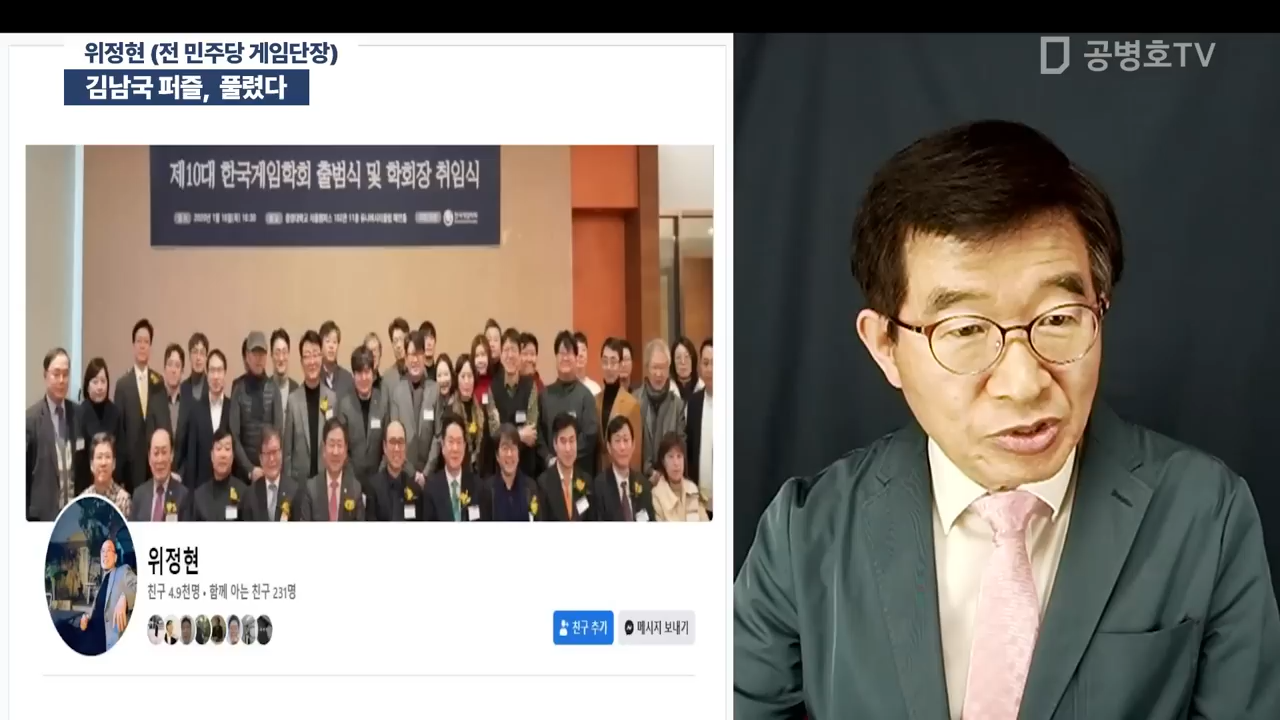 위정현 (전 민주당 게임단장)
김남국 퍼즐, 풀렸다
공병호TV
제10대 한국게임학회 출범식 및 학회장 취임식
위정현
친구 4.9천명 • 함께 아는 친구 231명
친구 추기
메시지 보내기